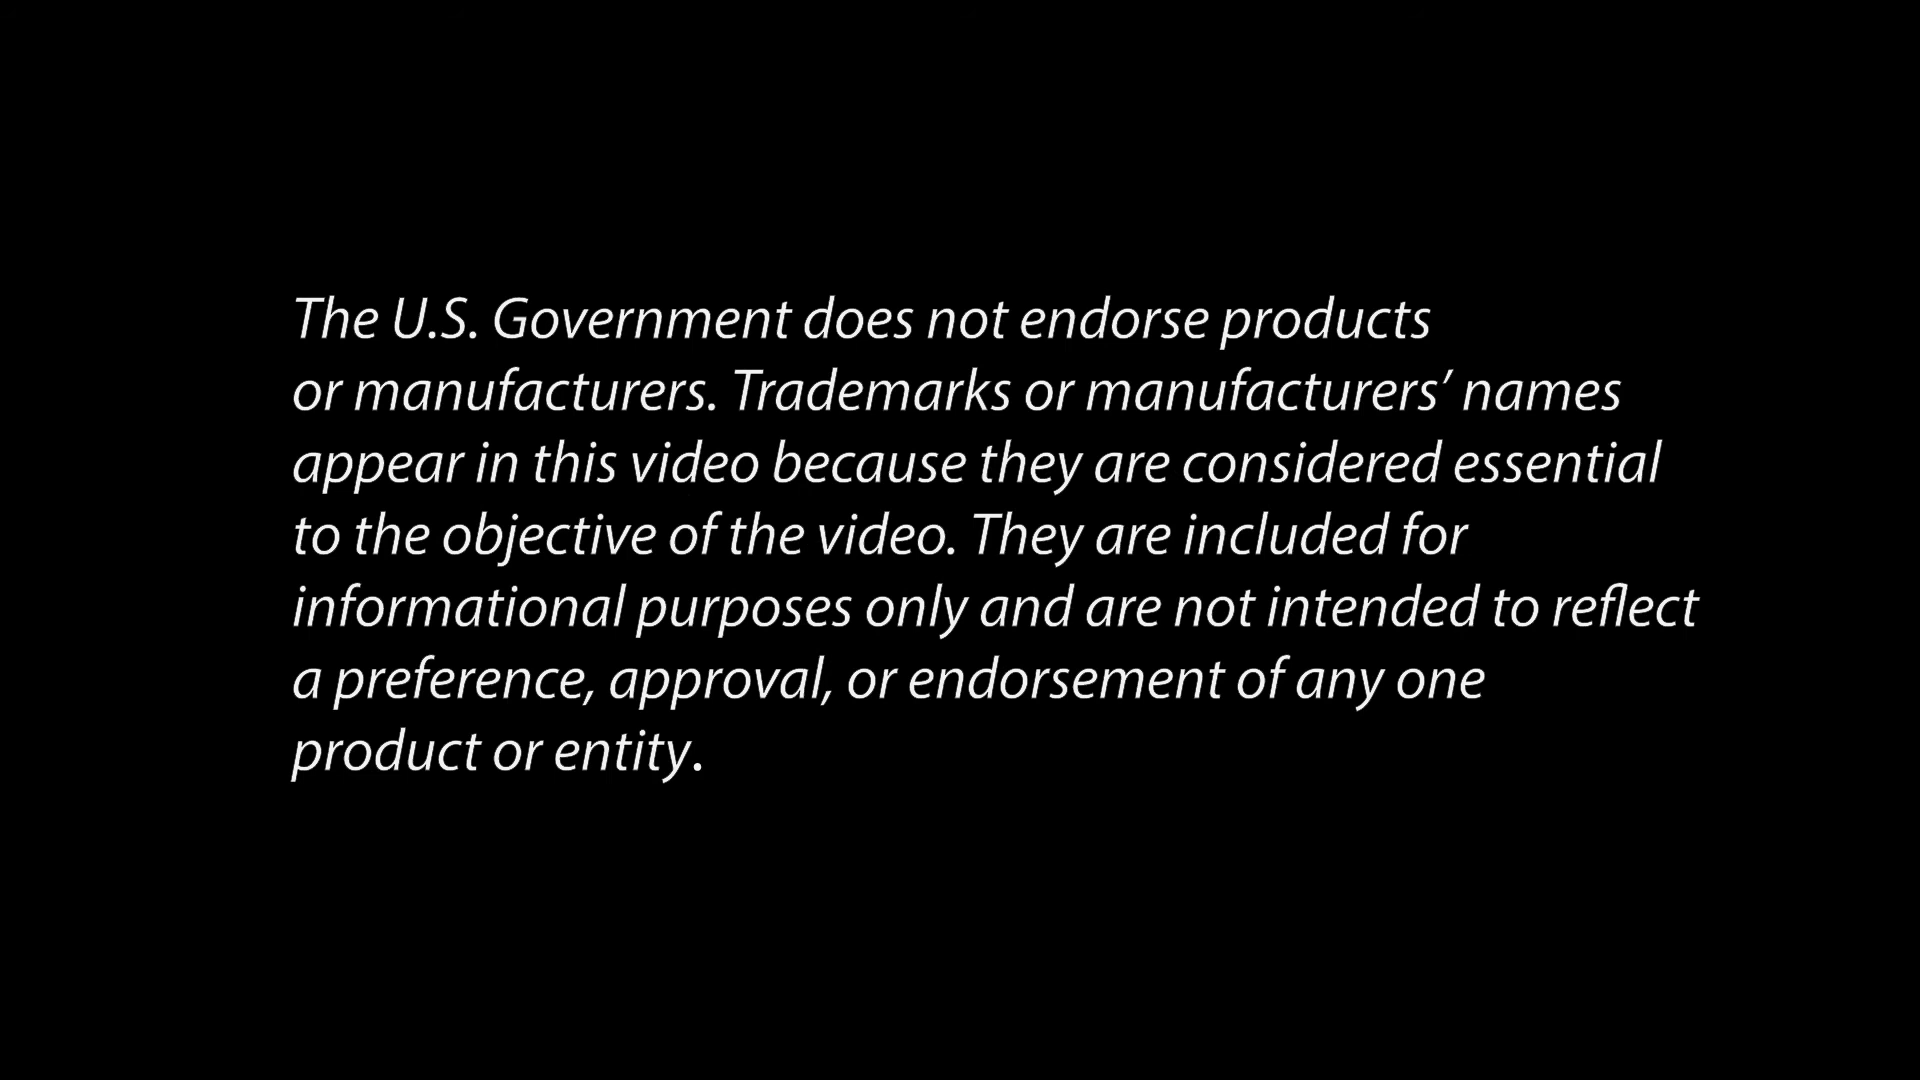 The U.S. Government does not endorse products
or manufacturers. Trademarks or manufacturers’ names
appear in this video because they are considered essential
to the objective of the video. They are included for
informational purposes only and are not intended to reflect
a preference, approval, or endorsement of any one
product or entity.